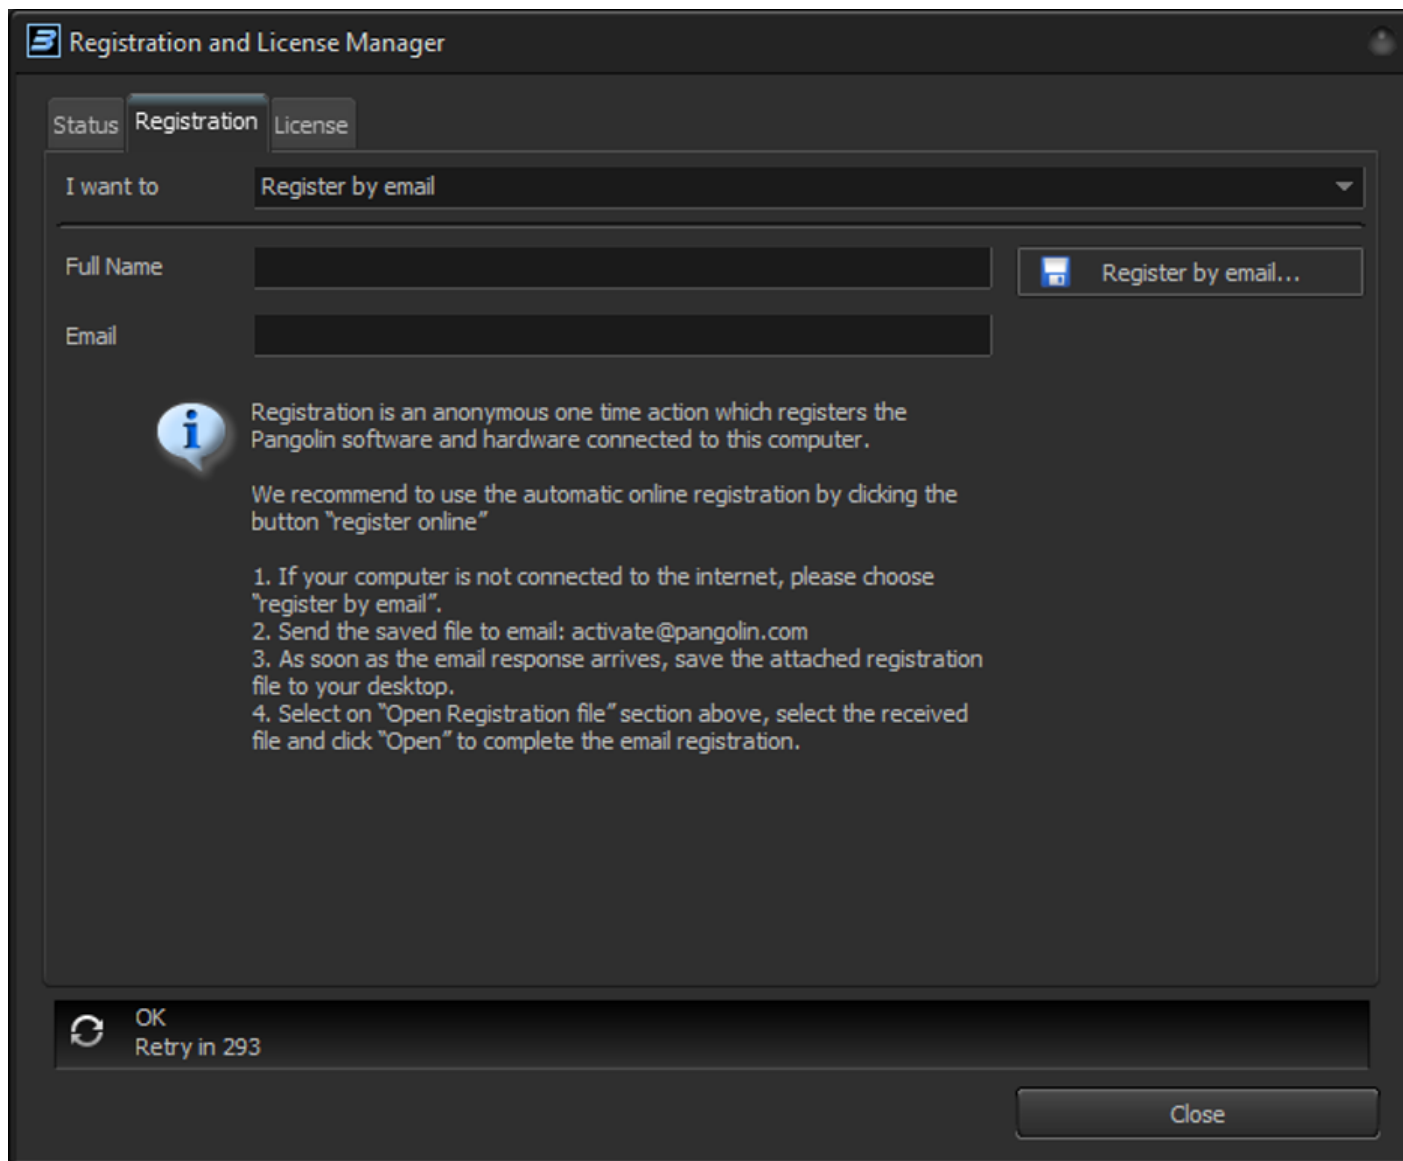 Registration and License Manager
Status Registration License
I want to Register by email
Full Name Register by email...
Email
Registration is an anonymous one time action which registers the
Pangolin software and hardware connected to this computer.
We recommend to use the automatic online registration by clicking the
button “register online”
1. If your computer is not connected to the internet, please choose
“register by email”.
2. Send the saved file to email: activate@pangolin.com
3. As soon as the email response arrives, save the attached registration
file to your desktop.
4. Select on “Open Registration file” section above, select the received
file and click “Open” to complete the email registration.
OK
Retry in 293
Close